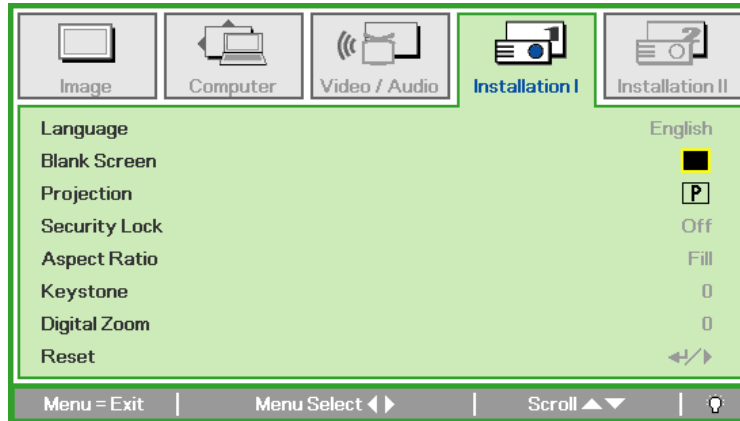 Image Computer Video / Audio Installation I Installation II
Language English
Blank Screen
Projection P
Security Lock Off
Aspect Ratio Fill
Keystone 0
Digital Zoom 0
Reset
Menu = Exit Menu Select Scroll